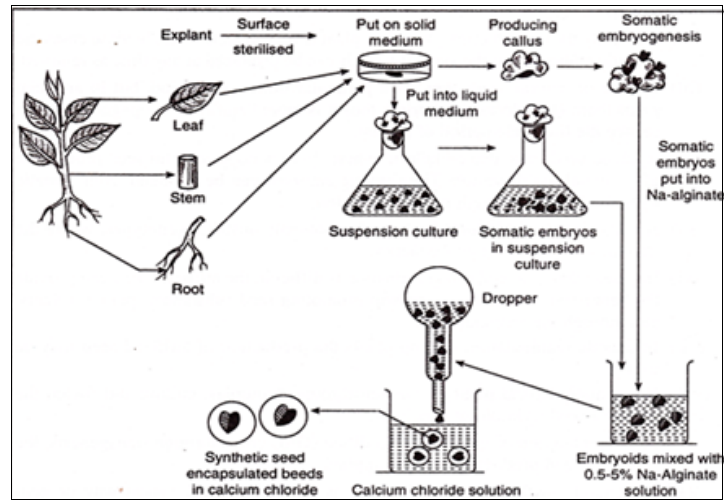 Explant
Surface
sterilised
Put on solid
medium
Producing
callus
Somatic
embryogenesis
Leaf
Put into liquid
medium
Stem
Somatic
embryos
put into
Na-alginate
Suspension culture
Somatic embryos
in suspension
culture
Root
Dropper
Synthetic seed
encapsulated beeds
in calcium chloride
Calcium chloride solution
Embryoids mixed with
0.5-5% Na-Alginate
solution